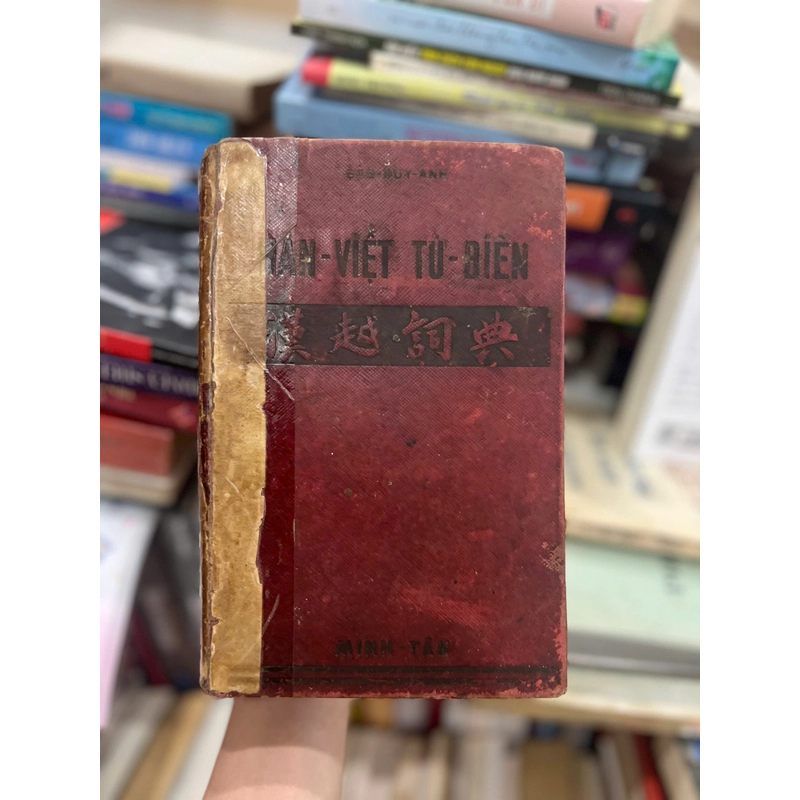 ĐÀO-DUY-ANH
HÁN-VIỆT TỪ-ĐIỂN
漢越詞典
MINH-TÂN